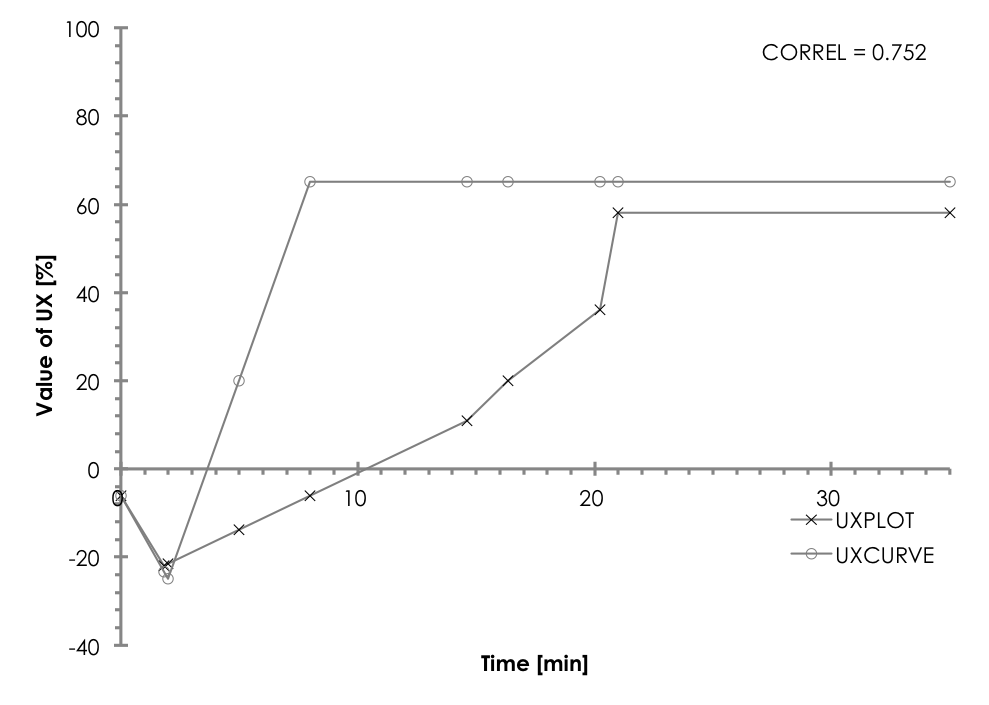 100
CORREL = 0.752
80
60
40
20
0
0
10
20
30
-20
-40
Value of UX [%]
UXPLOT
UXCURVE
Time [min]